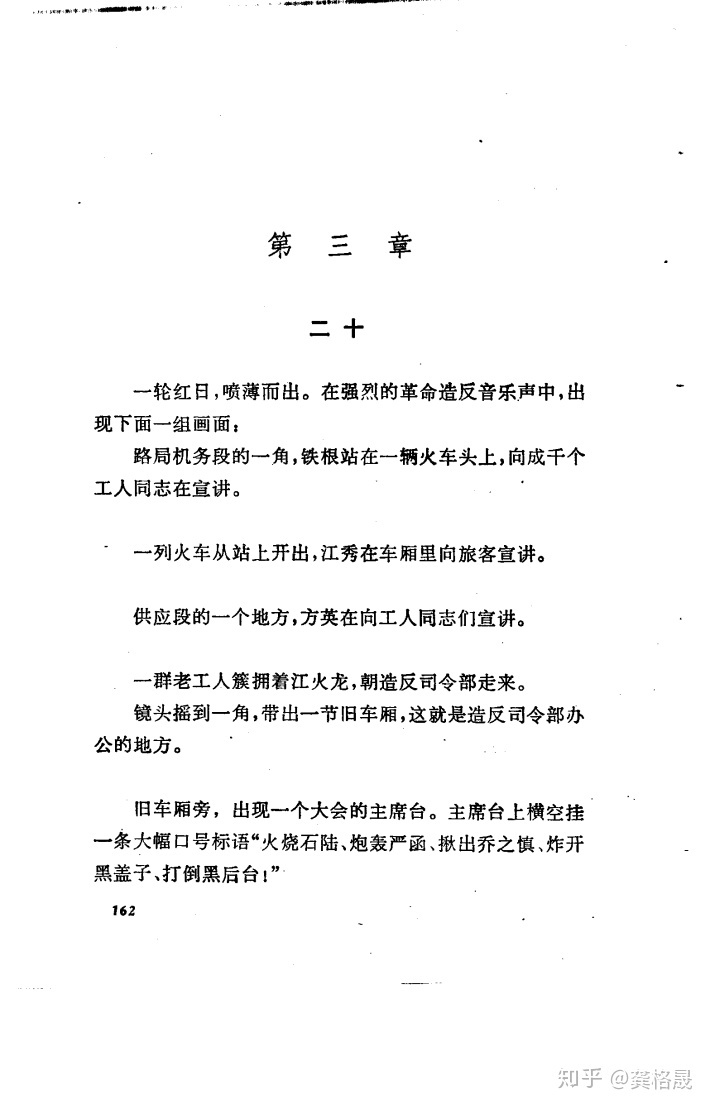 第 三 章
二十
一轮红日，喷薄而出。在强烈的革命造反音乐声中，出
现下面一组画面：
路局机务段的一角，铁根站在一辆火车头上，向成千个
工人同志在宣讲。
一列火车从站上开出，江秀在车厢里向旅客宣讲。
供应段的一个地方，方英在向工人同志们宣讲。
一群老工人簇拥着江火龙，朝造反司令部走来。
镜头摇到一角，带出一节旧车厢，这就是造反司令部办
公的地方。
旧车厢旁，出现一个大会的主席台。主席台上横空挂
一条大幅口号标语“火烧石陆、炮轰严函、揪出乔之慎、炸开
黑盖子、打倒黑后台！”
162
知乎 @龚格晟